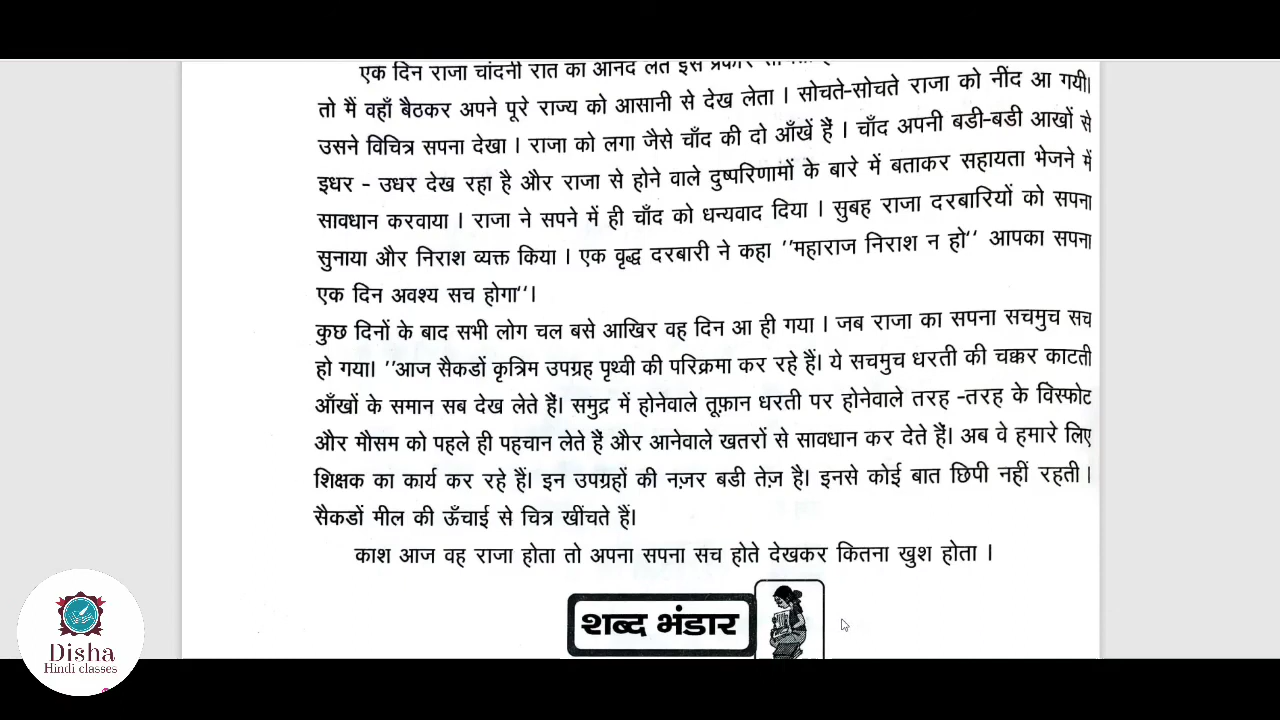 एक दिन राजा चांदनी रात का आनंद लेते इस प्रकार
तो मैं वहाँ बैठकर अपने पूरे राज्य को आसानी से देख लेता । सोचते-सोचते राजा को नींद आ गयी।
उसने विचित्र सपना देखा । राजा को लगा जैसे चाँद की दो आँखें हैं । चाँद अपनी बडी-बडी आखों से
इधर - उधर देख रहा है और राजा से होने वाले दुष्परिणामों के बारे में बताकर सहायता भेजने में
सावधान करवाया । राजा ने सपने में ही चाँद को धन्यवाद दिया । सुबह राजा दरबारियों को सपना
सुनाया और निराश व्यक्त किया । एक वृद्ध दरबारी ने कहा ''महाराज निराश न हो'' आपका सपना
एक दिन अवश्य सच होगा''।
कुछ दिनों के बाद सभी लोग चल बसे आखिर वह दिन आ ही गया । जब राजा का सपना सचमुच सच
हो गया। ''आज सैकडों कृत्रिम उपग्रह पृथ्वी की परिक्रमा कर रहे हैं। ये सचमुच धरती की चक्कर काटती
आँखों के समान सब देख लेते हैं। समुद्र में होनेवाले तूफ़ान धरती पर होनेवाले तरह -तरह के विस्फोट
और मौसम को पहले ही पहचान लेते हैं और आनेवाले खतरों से सावधान कर देते हैं। अब वे हमारे लिए
शिक्षक का कार्य कर रहे हैं। इन उपग्रहों की नज़र बडी तेज़ है। इनसे कोई बात छिपी नहीं रहती ।
सैकडों मील की ऊँचाई से चित्र खींचते हैं।
काश आज वह राजा होता तो अपना सपना सच होते देखकर कितना खुश होता ।
शब्द भंडार
Disha
Hindi classes